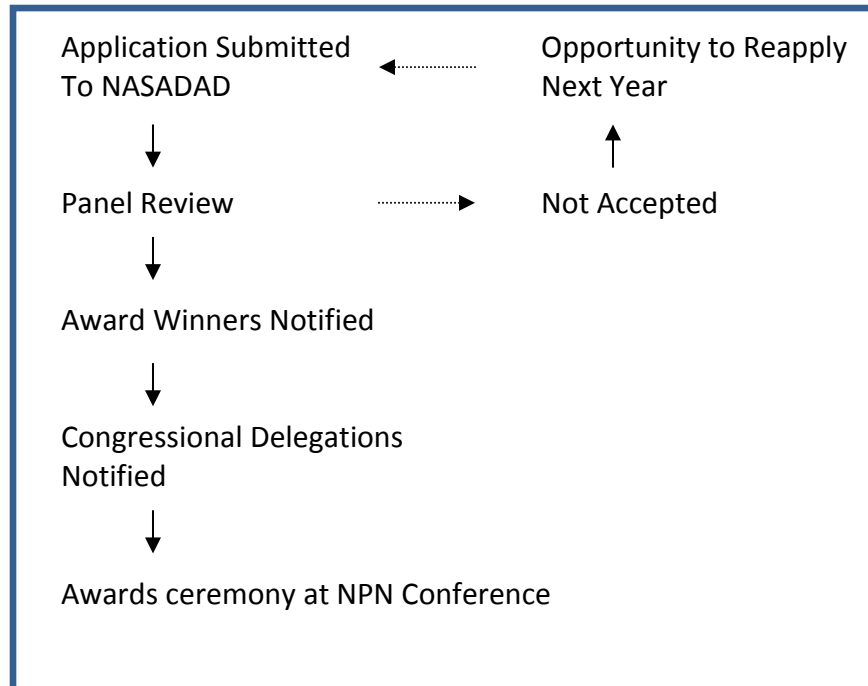 Application Submitted
To NASADAD
Opportunity to Reapply
Next Year
Panel Review
Not Accepted
Award Winners Notified
Congressional Delegations
Notified
Awards ceremony at NPN Conference